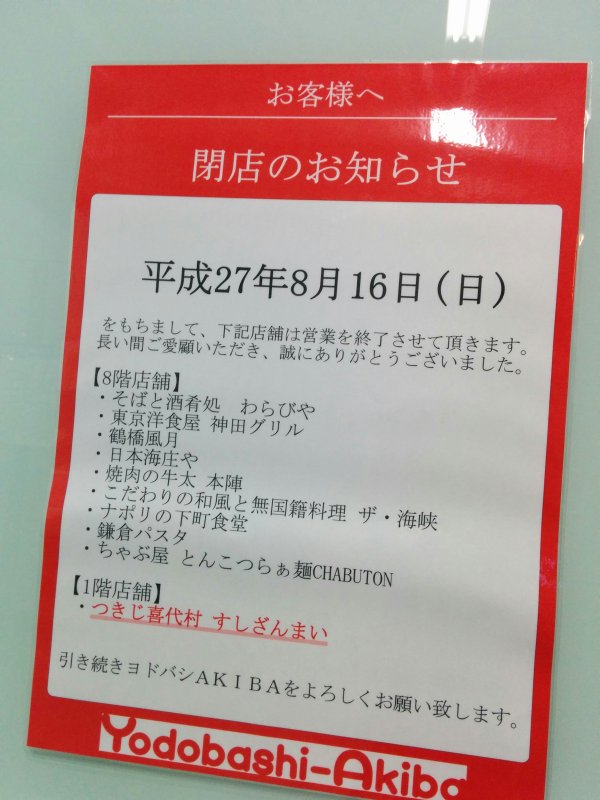 お客様へ
閉店のお知らせ
平成27年8月16日(日)
をもちまして、下記店舗は営業を終了させて頂きます。
長い間ご愛顧いただき、誠にありがとうございました。
【8階店舗】
・そばと酒肴処　わらびや
・東京洋食屋 神田グリル
・鶴橋風月
・日本海庄や
・焼肉の牛太 本陣
・こだわりの和風と無国籍料理 ザ・海峡
・ナポリの下町食堂
・鎌倉パスタ
・ちゃぶ屋 とんこつらぁ麺CHABUTON
【1階店舗】
・つきじ喜代村 すしざんまい
引き続きヨドバシＡＫＩＢＡをよろしくお願い致します。
Yodobashi-Akiba